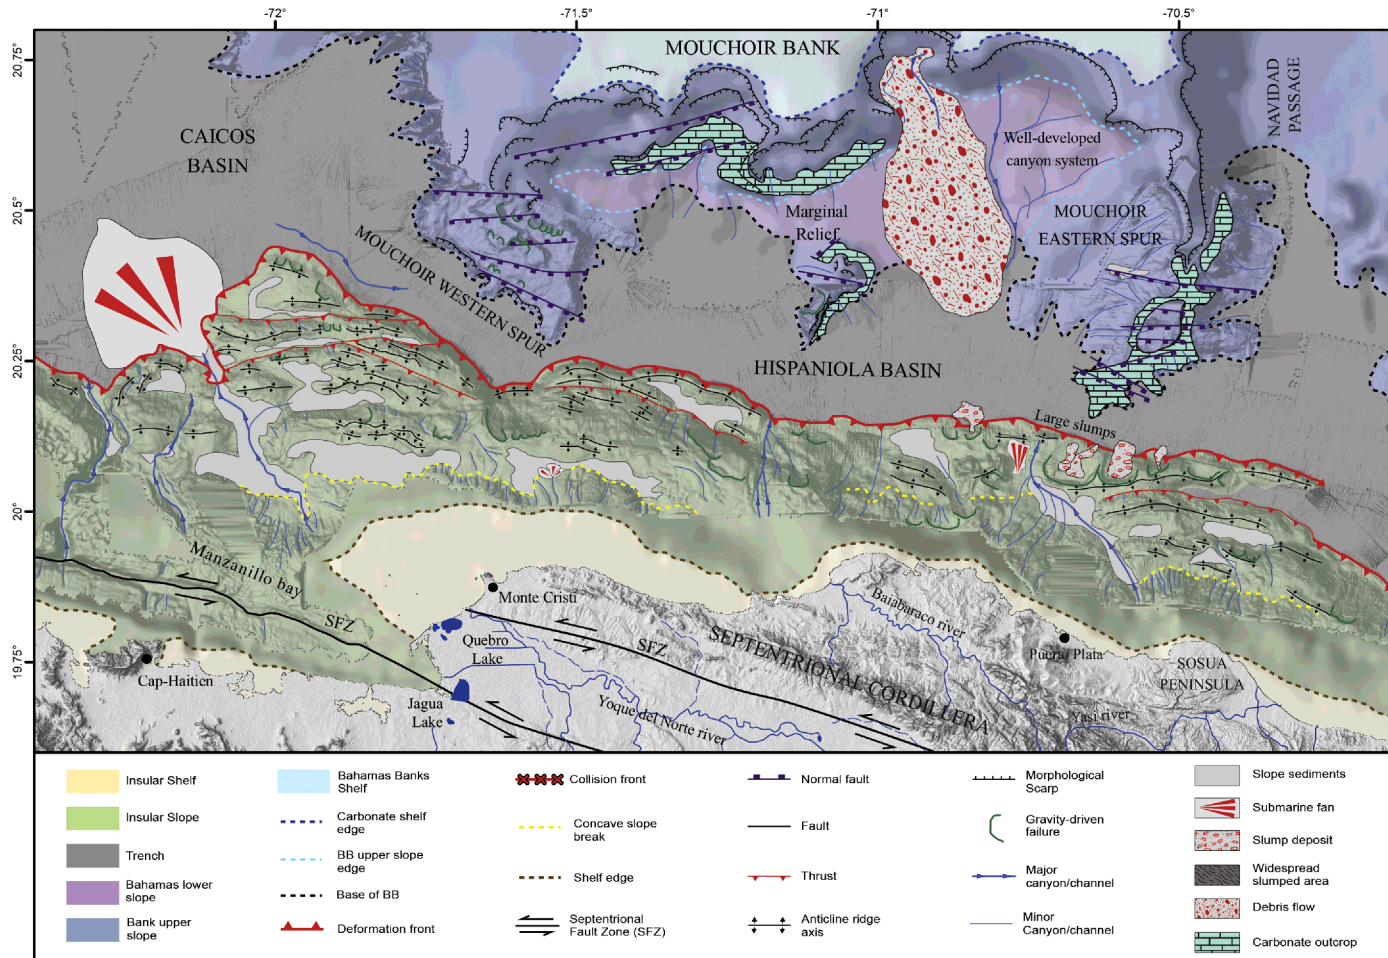 -72°
-71.5°
-71°
-70.5°
20.75°
20.5°
20.25°
20°
19.75°
MOUCHOIR BANK
NAVIDAD
PASSAGE
CAICOS
BASIN
Well-developed
canyon system
Marginal
Relief
MOUCHOIR
EASTERN SPUR
MOUCHOIR WESTERN SPUR
HISPANIOLA BASIN
Large slumps
Manzanillo bay
SFZ
Monte Cristi
Quebro
Lake
SFZ
SEPTENTRIONAL CORDILLERA
Baiabaraco river
Puerto Plata
SOSUA
PENINSULA
Cap-Haitien
Jagua
Lake
Yoque del Norte river
Yasi river
Insular Shelf
Insular Slope
Trench
Bahamas lower
slope
Bank upper
slope
Bahamas Banks
Shelf
Carbonate shelf
edge
BB upper slope
edge
Base of BB
Deformation front
Collision front
Concave slope
break
Shelf edge
Septentrional
Fault Zone (SFZ)
Normal fault
Fault
Thrust
Anticline ridge
axis
Morphological
Scarp
Gravity-driven
failure
Major
canyon/channel
Minor
Canyon/channel
Slope sediments
Submarine fan
Slump deposit
Widespread
slumped area
Debris flow
Carbonate outcrop